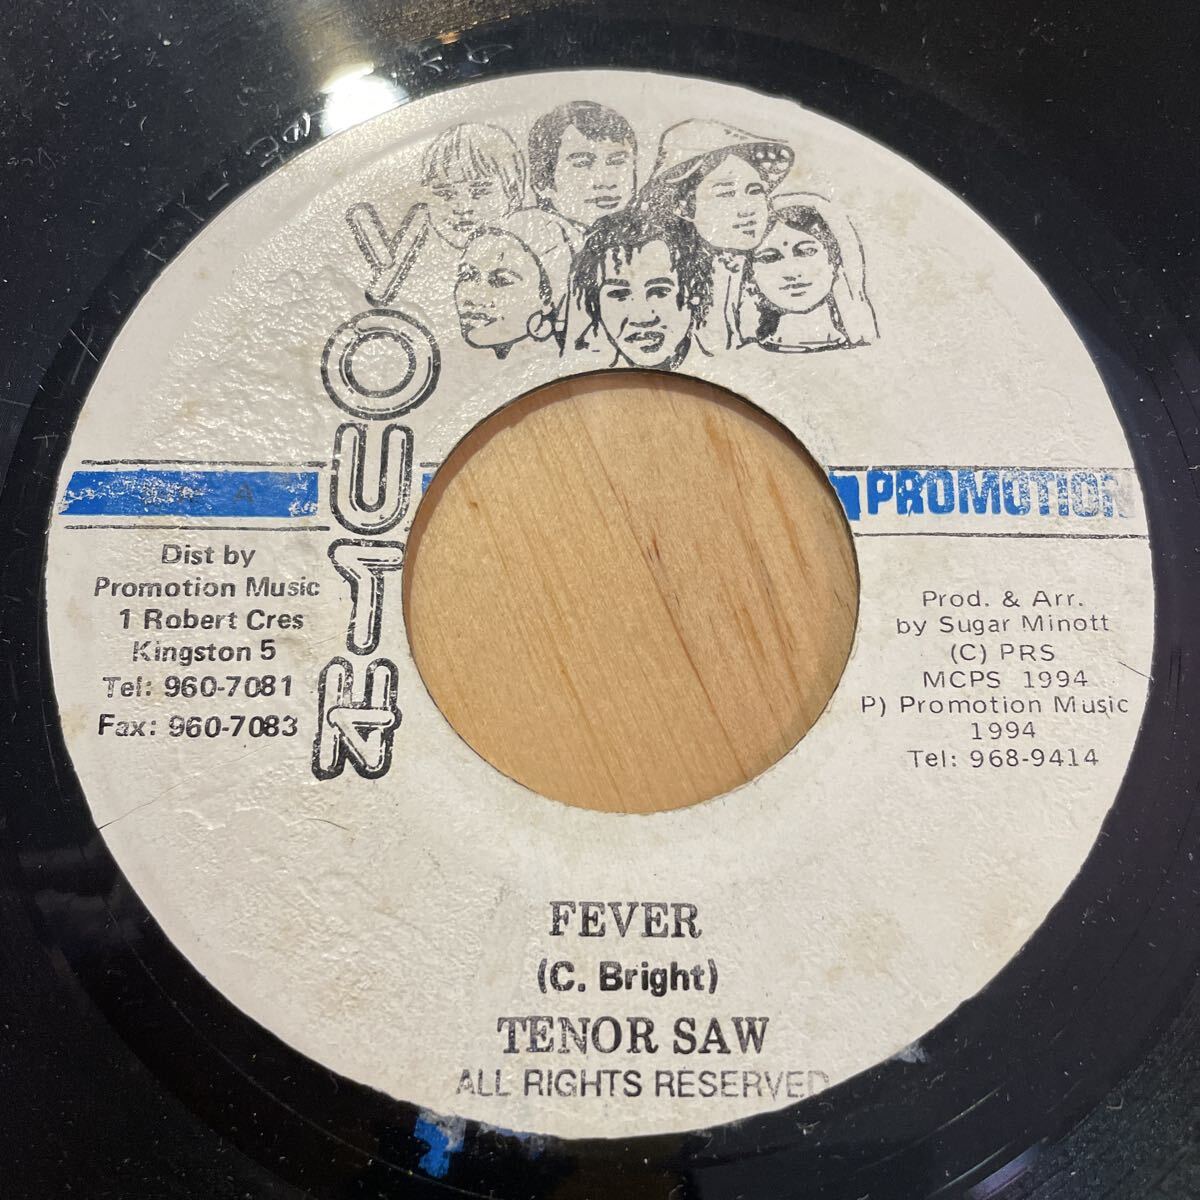 YOUTH
A
PROMOTION
Dist by
Promotion Music
1 Robert Cres
Kingston 5
Tel: 960-7081
Fax: 960-7083
Prod. & Arr.
by Sugar Minott
(C) PRS
MCPS 1994
P) Promotion Music
1994
Tel: 968-9414
FEVER
(C. Bright)
TENOR SAW
ALL RIGHTS RESERVED